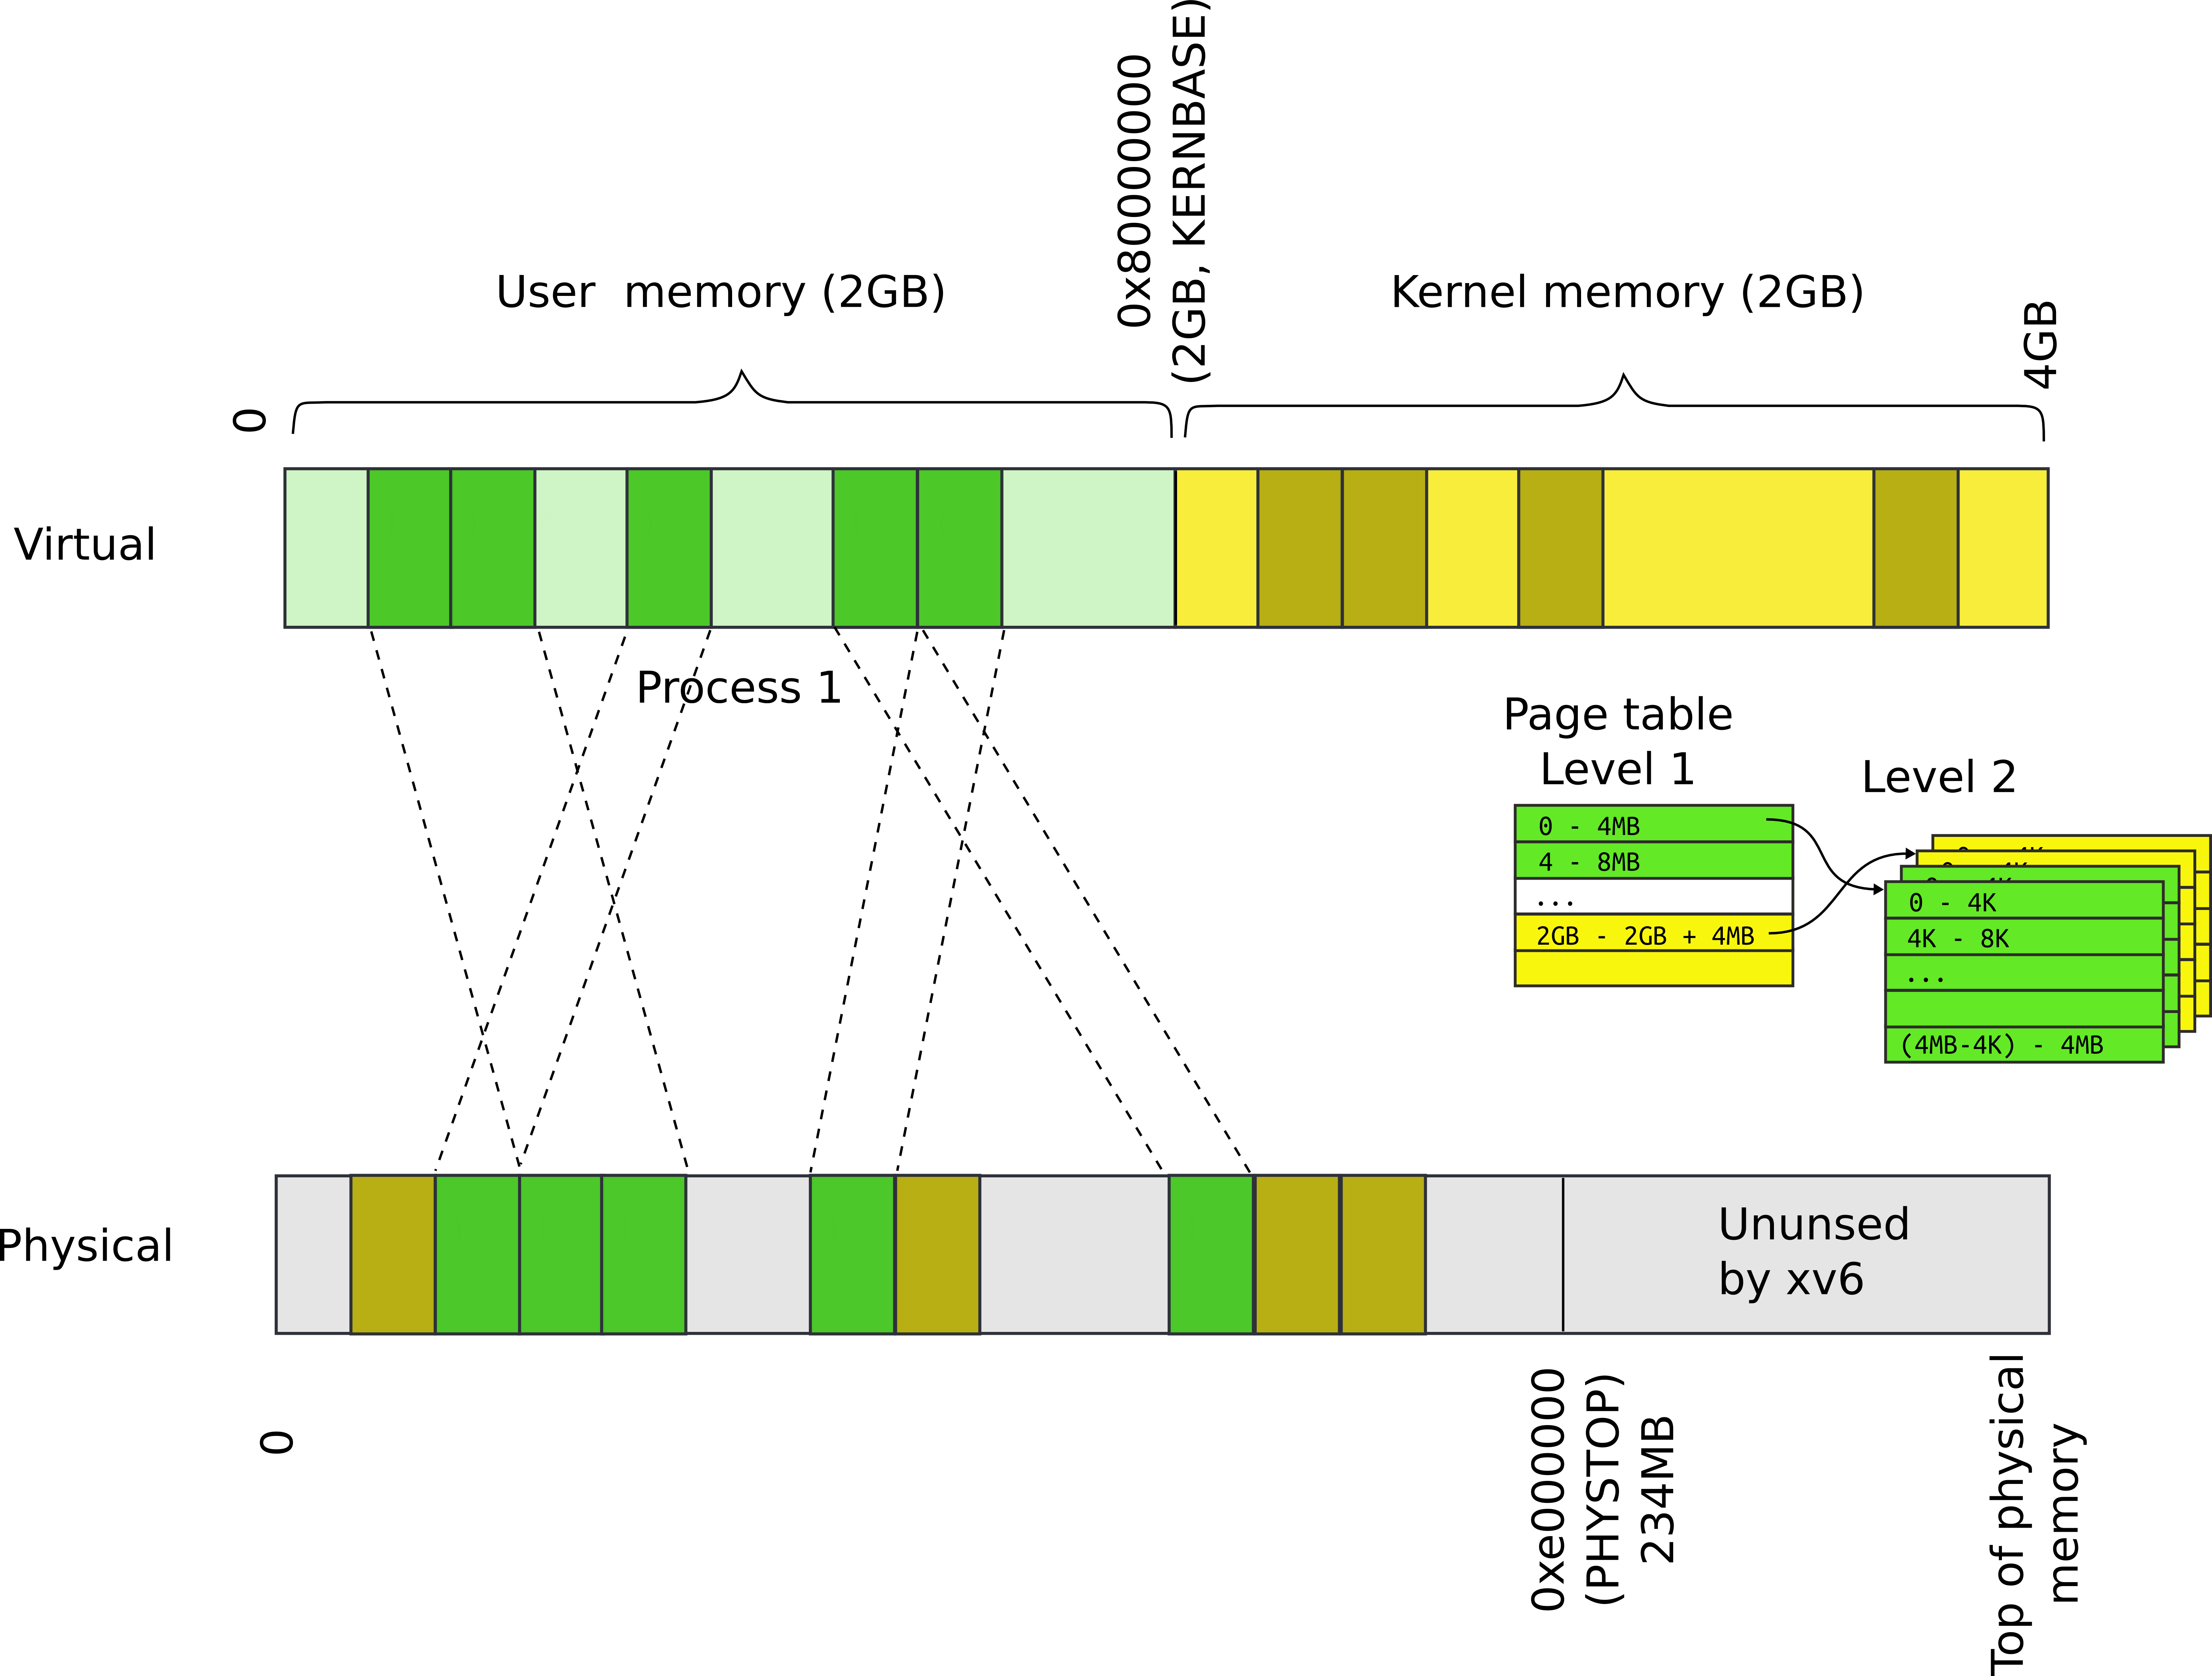 0x80000000
(2GB, KERNBASE)
User  memory (2GB)
Kernel memory (2GB)
4GB
0
Virtual
Process 1
Page table
Level 1
Level 2
0 - 4MB
4 - 8MB
...
2GB - 2GB + 4MB
0 - 4K
4K - 8K
...
(4MB-4K) - 4MB
Physical
Ununsed
by xv6
0
0xe000000
(PHYSTOP)
234MB
Top of physical
memory